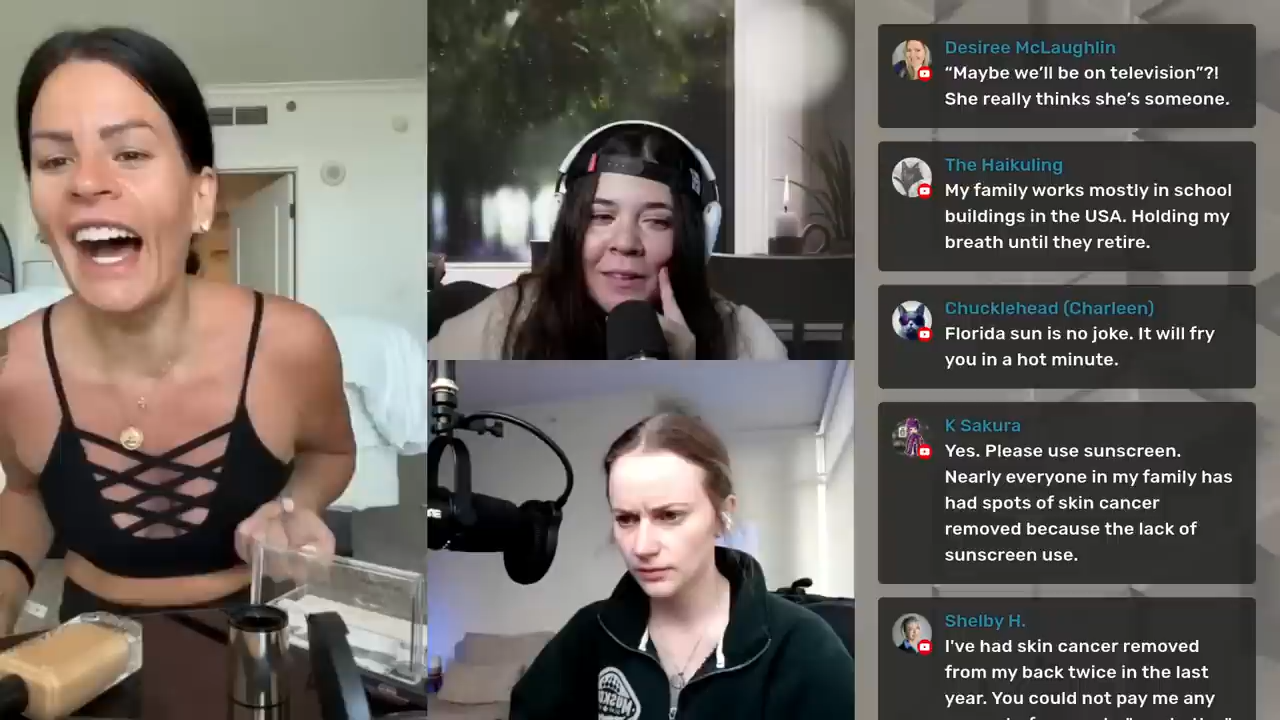 Desiree McLaughlin
“Maybe we’ll be on television”?!
She really thinks she’s someone.
The Haikuling
My family works mostly in school
buildings in the USA. Holding my
breath until they retire.
Chucklehead (Charleen)
Florida sun is no joke. It will fry
you in a hot minute.
K Sakura
Yes. Please use sunscreen.
Nearly everyone in my family has
had spots of skin cancer
removed because the lack of
sunscreen use.
Shelby H.
I've had skin cancer removed
from my back twice in the last
year. You could not pay me any